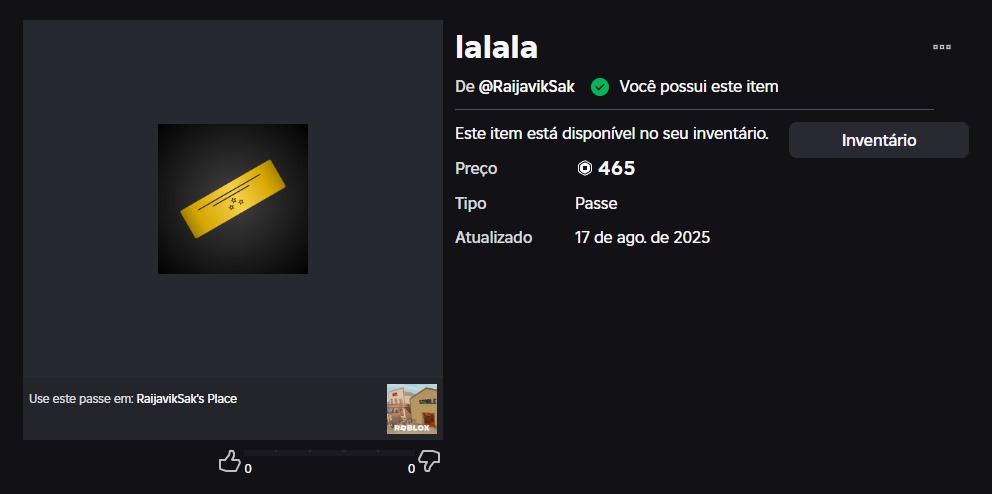 lalala
De @RaijavikSak Você possui este item
Este item está disponível no seu inventário.
Inventário
Preço 465
Tipo Passe
Atualizado 17 de ago. de 2025
Use este passe em: RaijavikSak's Place
ROBLOX
0 0